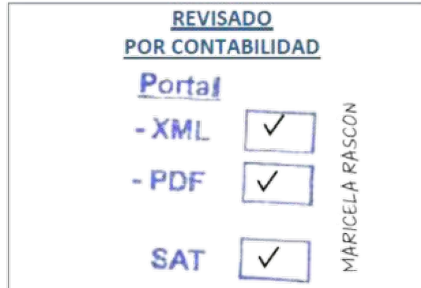 REVISADO
POR CONTABILIDAD
Portal
- XML ✓
- PDF ✓
SAT ✓
MARICELA RASCON